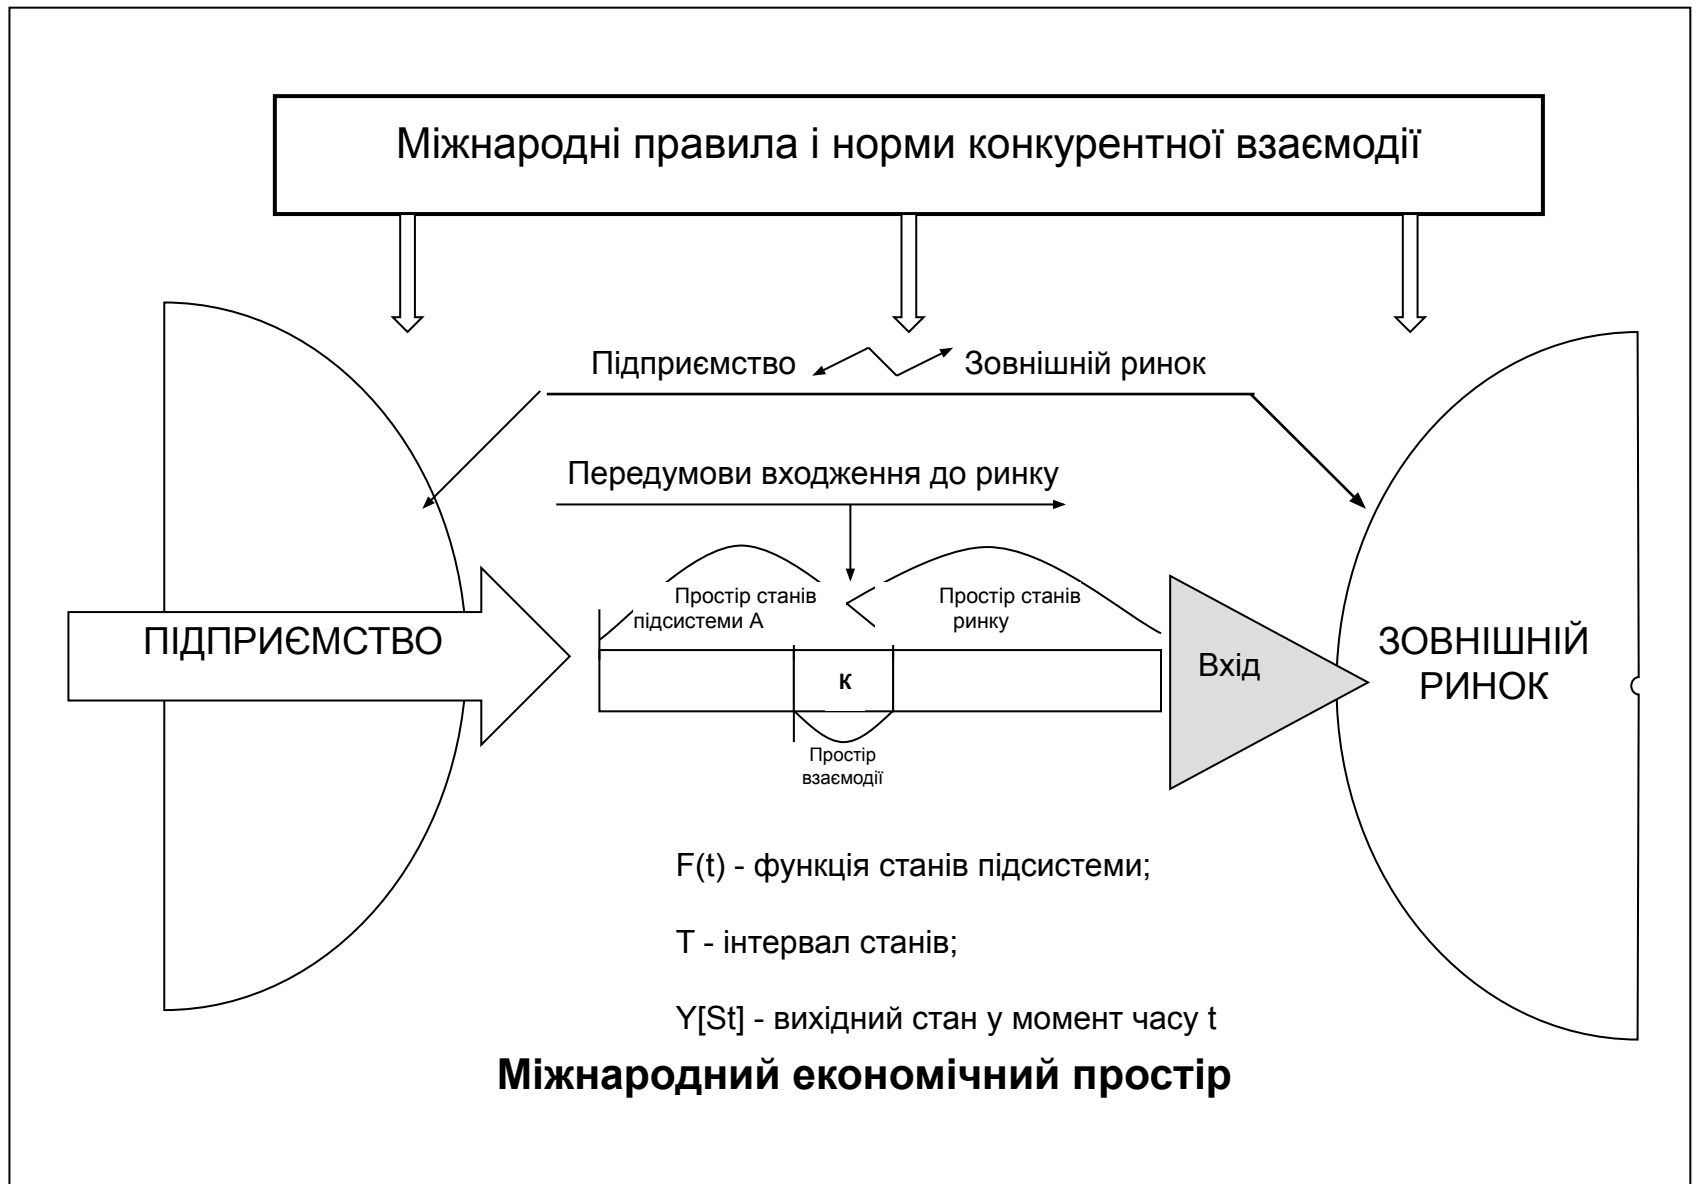 Міжнародні правила і норми конкурентної взаємодії
Підприємство Зовнішній ринок
Передумови входження до ринку
Простір станів
підсистеми А
Простір станів
ринку
ПІДПРИЄМСТВО
К
Вхід
ЗОВНІШНІЙ
РИНОК
Простір
взаємодії
F(t) - функція станів підсистеми;
T - інтервал станів;
Y[St] - вихідний стан у момент часу t
Міжнародний економічний простір